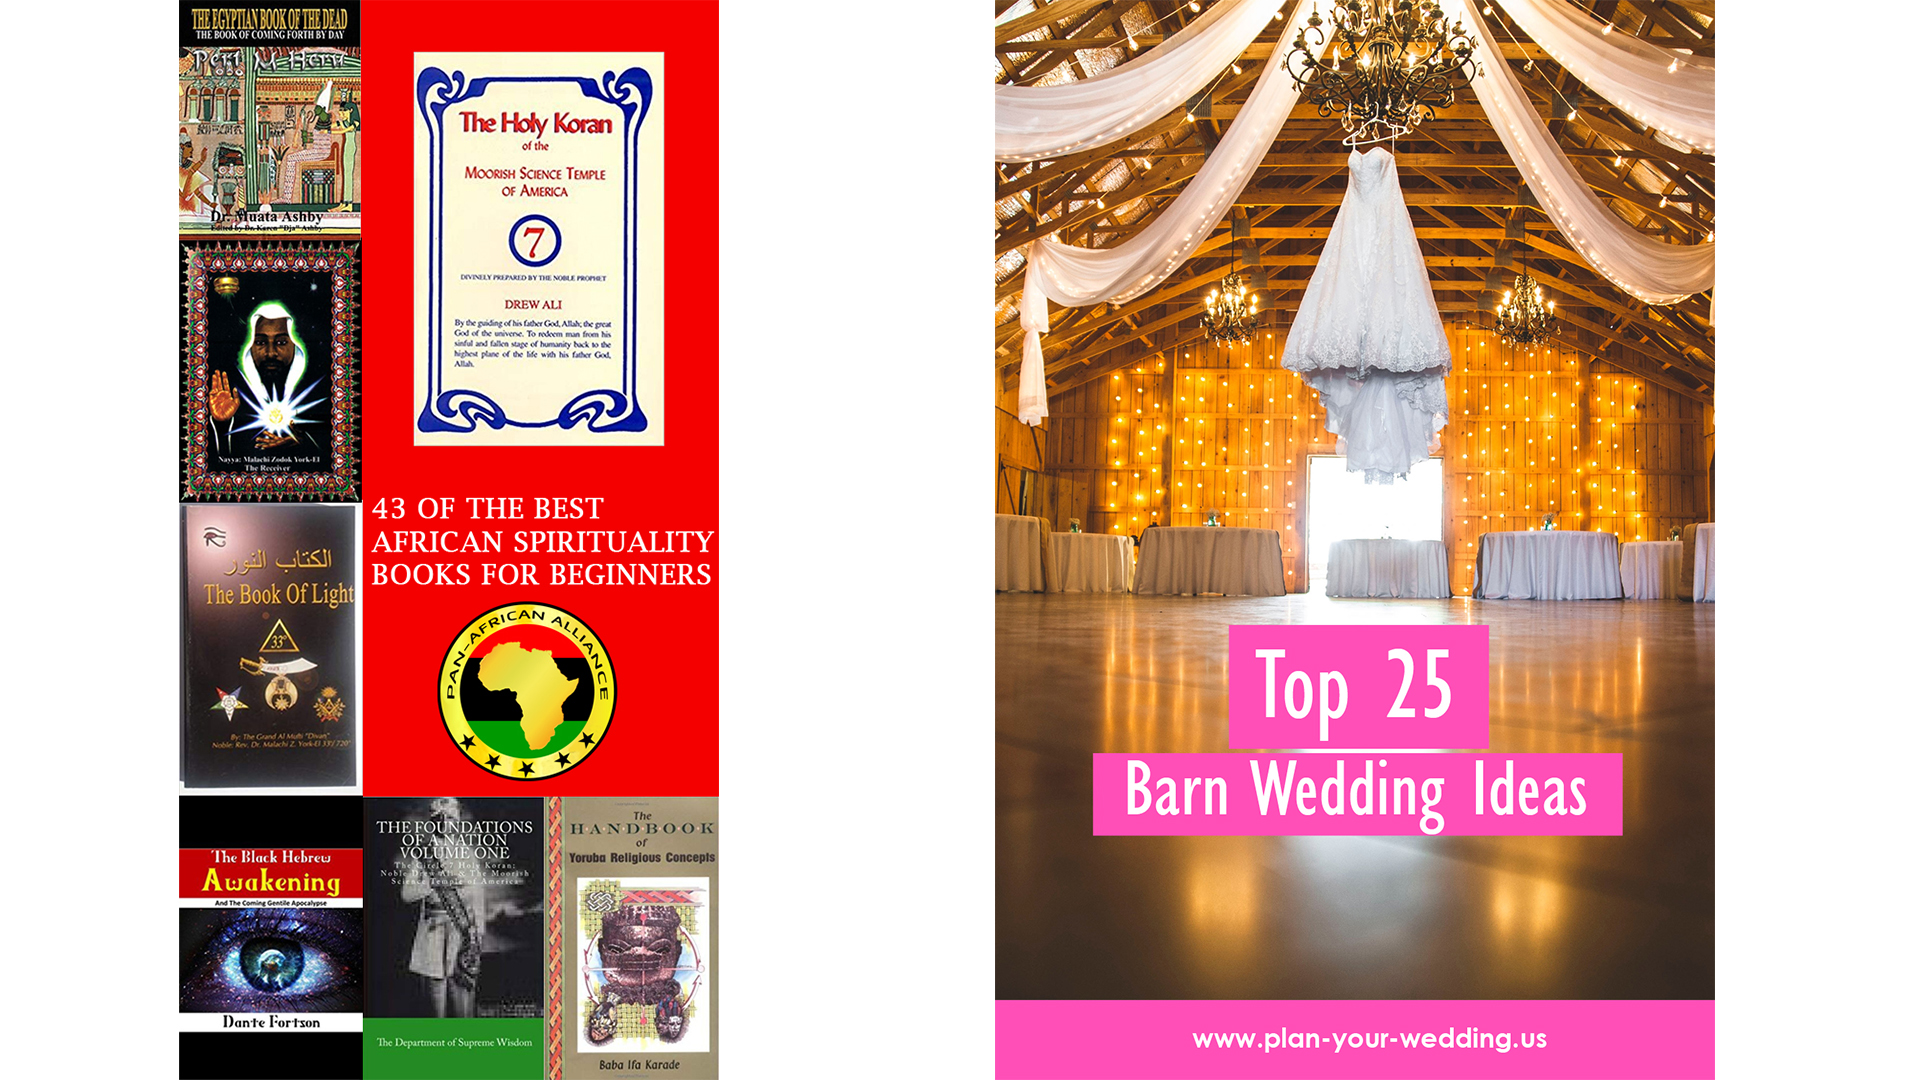 THE EGYPTIAN BOOK OF THE DEAD
THE BOOK OF COMING FORTH BY DAY
Pert M Heru
Dr. Muata Ashby
Edited by Dr. Karen "Dja" Ashby
Nayya: Malachi Zodok York-El
The Receiver
الكتاب النور
The Book Of Light
33°
By: The Grand Al Mufti "Divan"
Noble: Rev. Dr. Malachi Z. York-El 33°/720°
The Black Hebrew
Awakening
And The Coming Gentile Apocalypse
Dante Fortson
The Holy Koran
of the
MOORISH SCIENCE TEMPLE
OF AMERICA
7
DIVINELY PREPARED BY THE NOBLE PROPHET
DREW ALI
By the guiding of his father God, Allah; the great
God of the universe. To redeem man from his
sinful and fallen stage of humanity back to the
highest plane of the life with his father God,
Allah.
43 OF THE BEST
AFRICAN SPIRITUALITY
BOOKS FOR BEGINNERS
PAN-AFRICAN ALLIANCE
THE FOUNDATIONS
OF A NATION
VOLUME ONE
The Circle 7 Holy Koran:
Noble Drew Ali & The Moorish
Science Temple of America
The Department of Supreme Wisdom
The
HANDBOOK
of
Yoruba Religious Concepts
Baba Ifa Karade
Top 25
Barn Wedding Ideas
www.plan-your-wedding.us